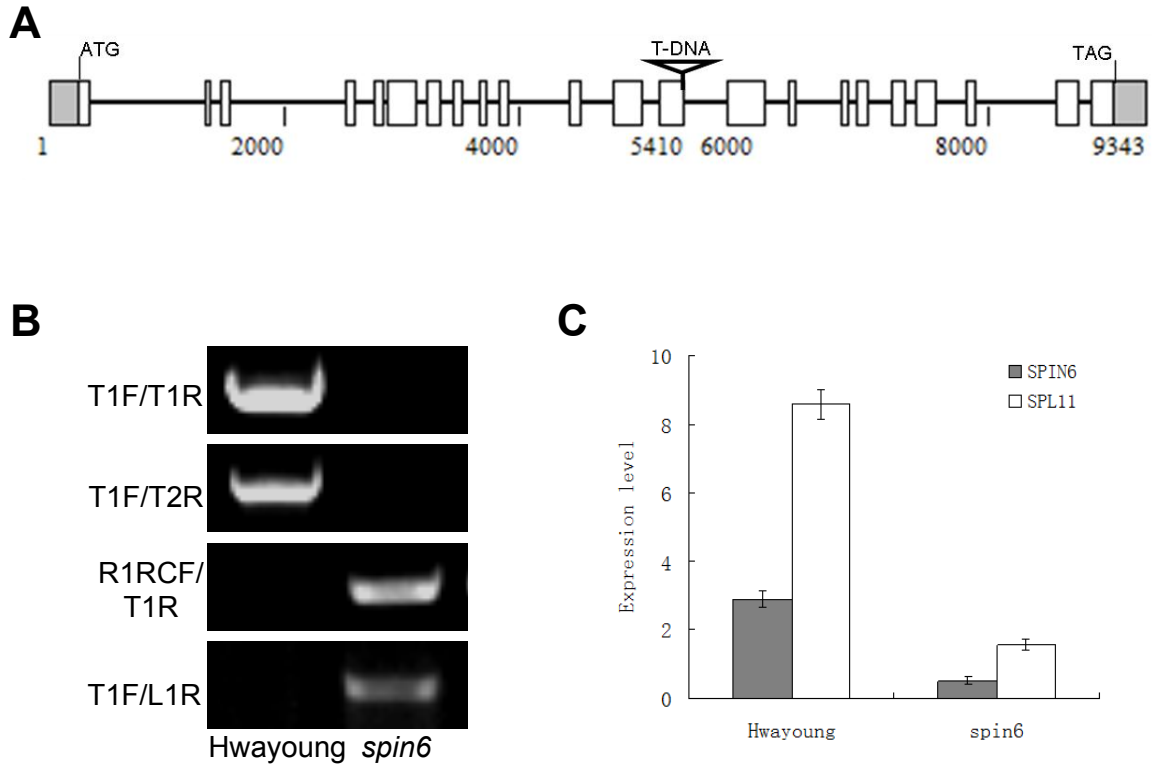 A
ATG
T-DNA
TAG
1
2000
4000
5410
6000
8000
9343
B
T1F/T1R
T1F/T2R
R1RCF/
T1R
T1F/L1R
Hwayoung spin6
C
10
8
6
4
2
0
Expression level
SPIN6
SPL11
Hwayoung
spin6